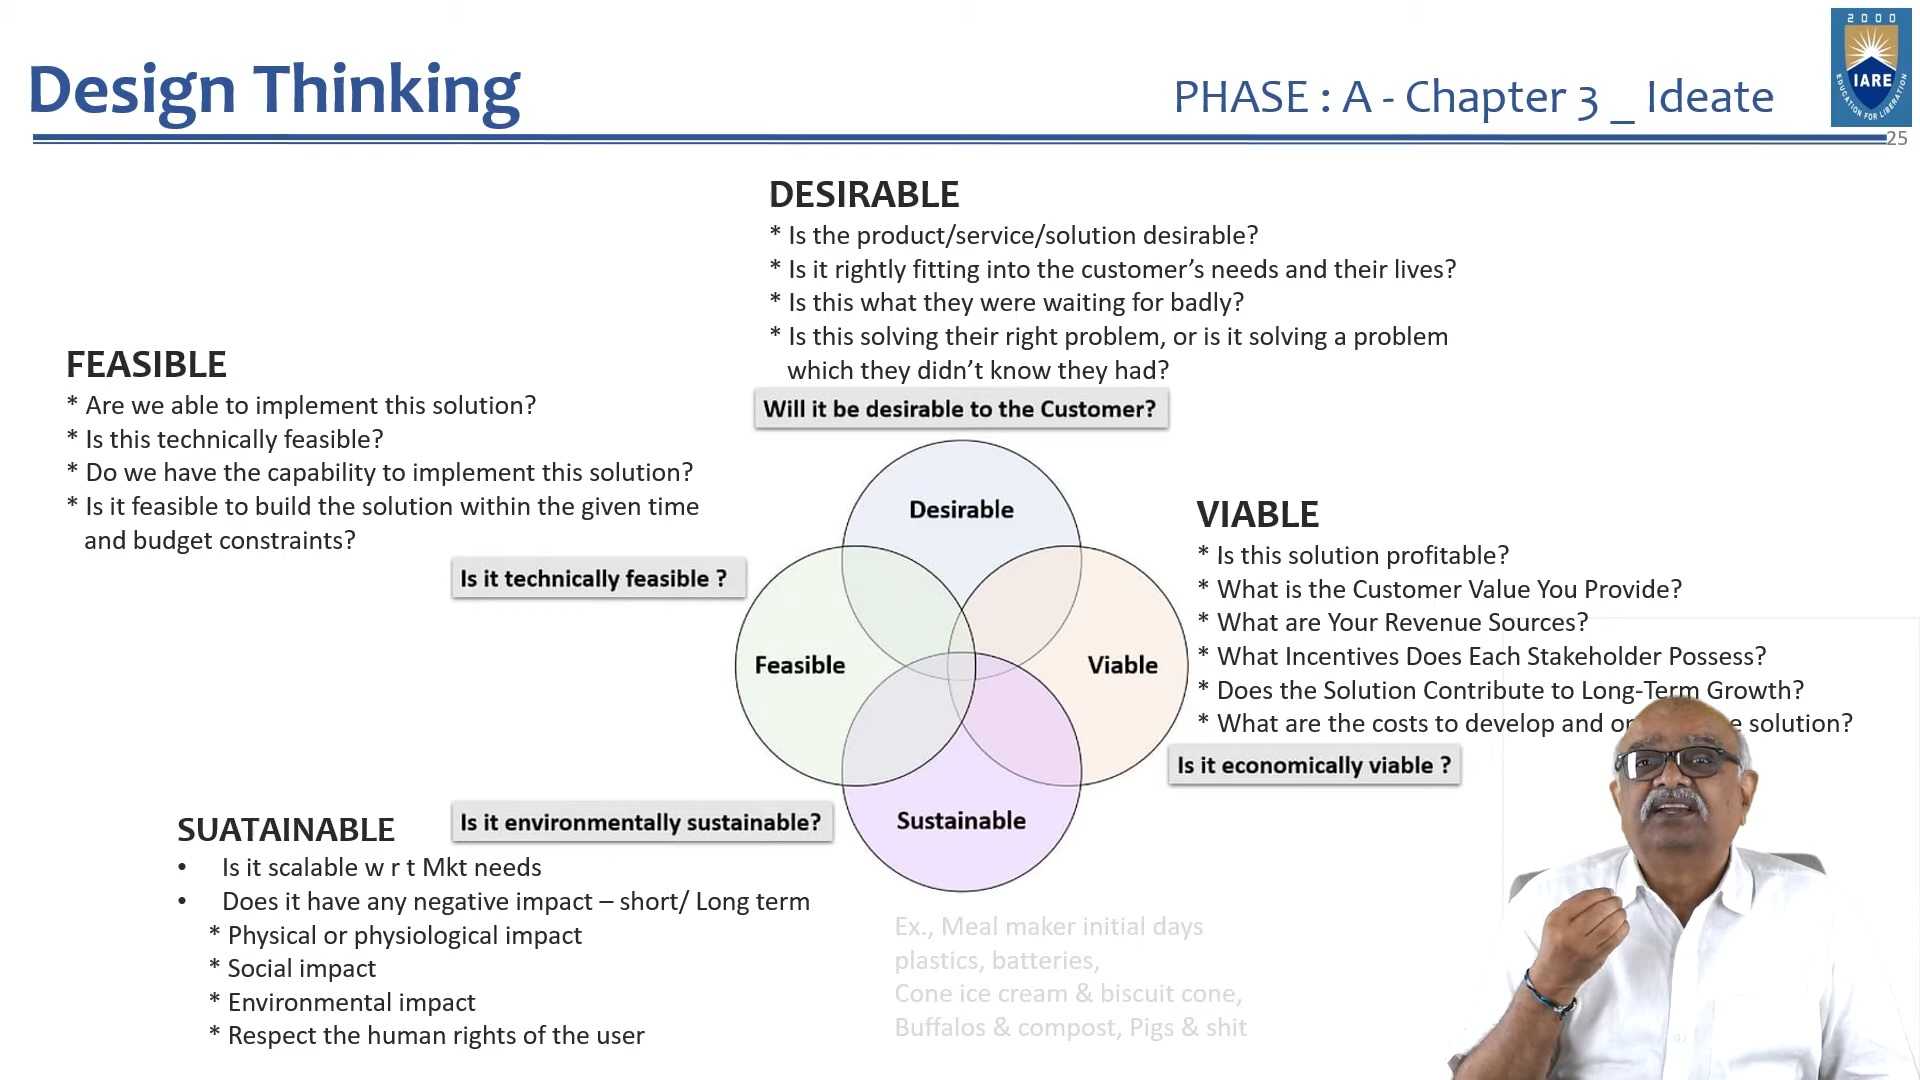 Design Thinking
PHASE : A - Chapter 3 _ Ideate
2000
IARE
EDUCATION FOR LIBERATION
25
DESIRABLE
* Is the product/service/solution desirable?
* Is it rightly fitting into the customer's needs and their lives?
* Is this what they were waiting for badly?
* Is this solving their right problem, or is it solving a problem
which they didn't know they had?
Will it be desirable to the Customer?
FEASIBLE
* Are we able to implement this solution?
* Is this technically feasible?
* Do we have the capability to implement this solution?
* Is it feasible to build the solution within the given time
and budget constraints?
Is it technically feasible ?
Desirable
Feasible
Viable
Sustainable
VIABLE
* Is this solution profitable?
* What is the Customer Value You Provide?
* What are Your Revenue Sources?
* What Incentives Does Each Stakeholder Possess?
* Does the Solution Contribute to Long-Term Growth?
* What are the costs to develop and solution?
Is it economically viable ?
SUATAINABLE
Is it environmentally sustainable?
• Is it scalable w r t Mkt needs
• Does it have any negative impact – short/ Long term
* Physical or physiological impact
* Social impact
* Environmental impact
* Respect the human rights of the user
Ex., Meal maker initial days
plastics, batteries,
Cone ice cream & biscuit cone,
Buffalos & compost, Pigs & shit